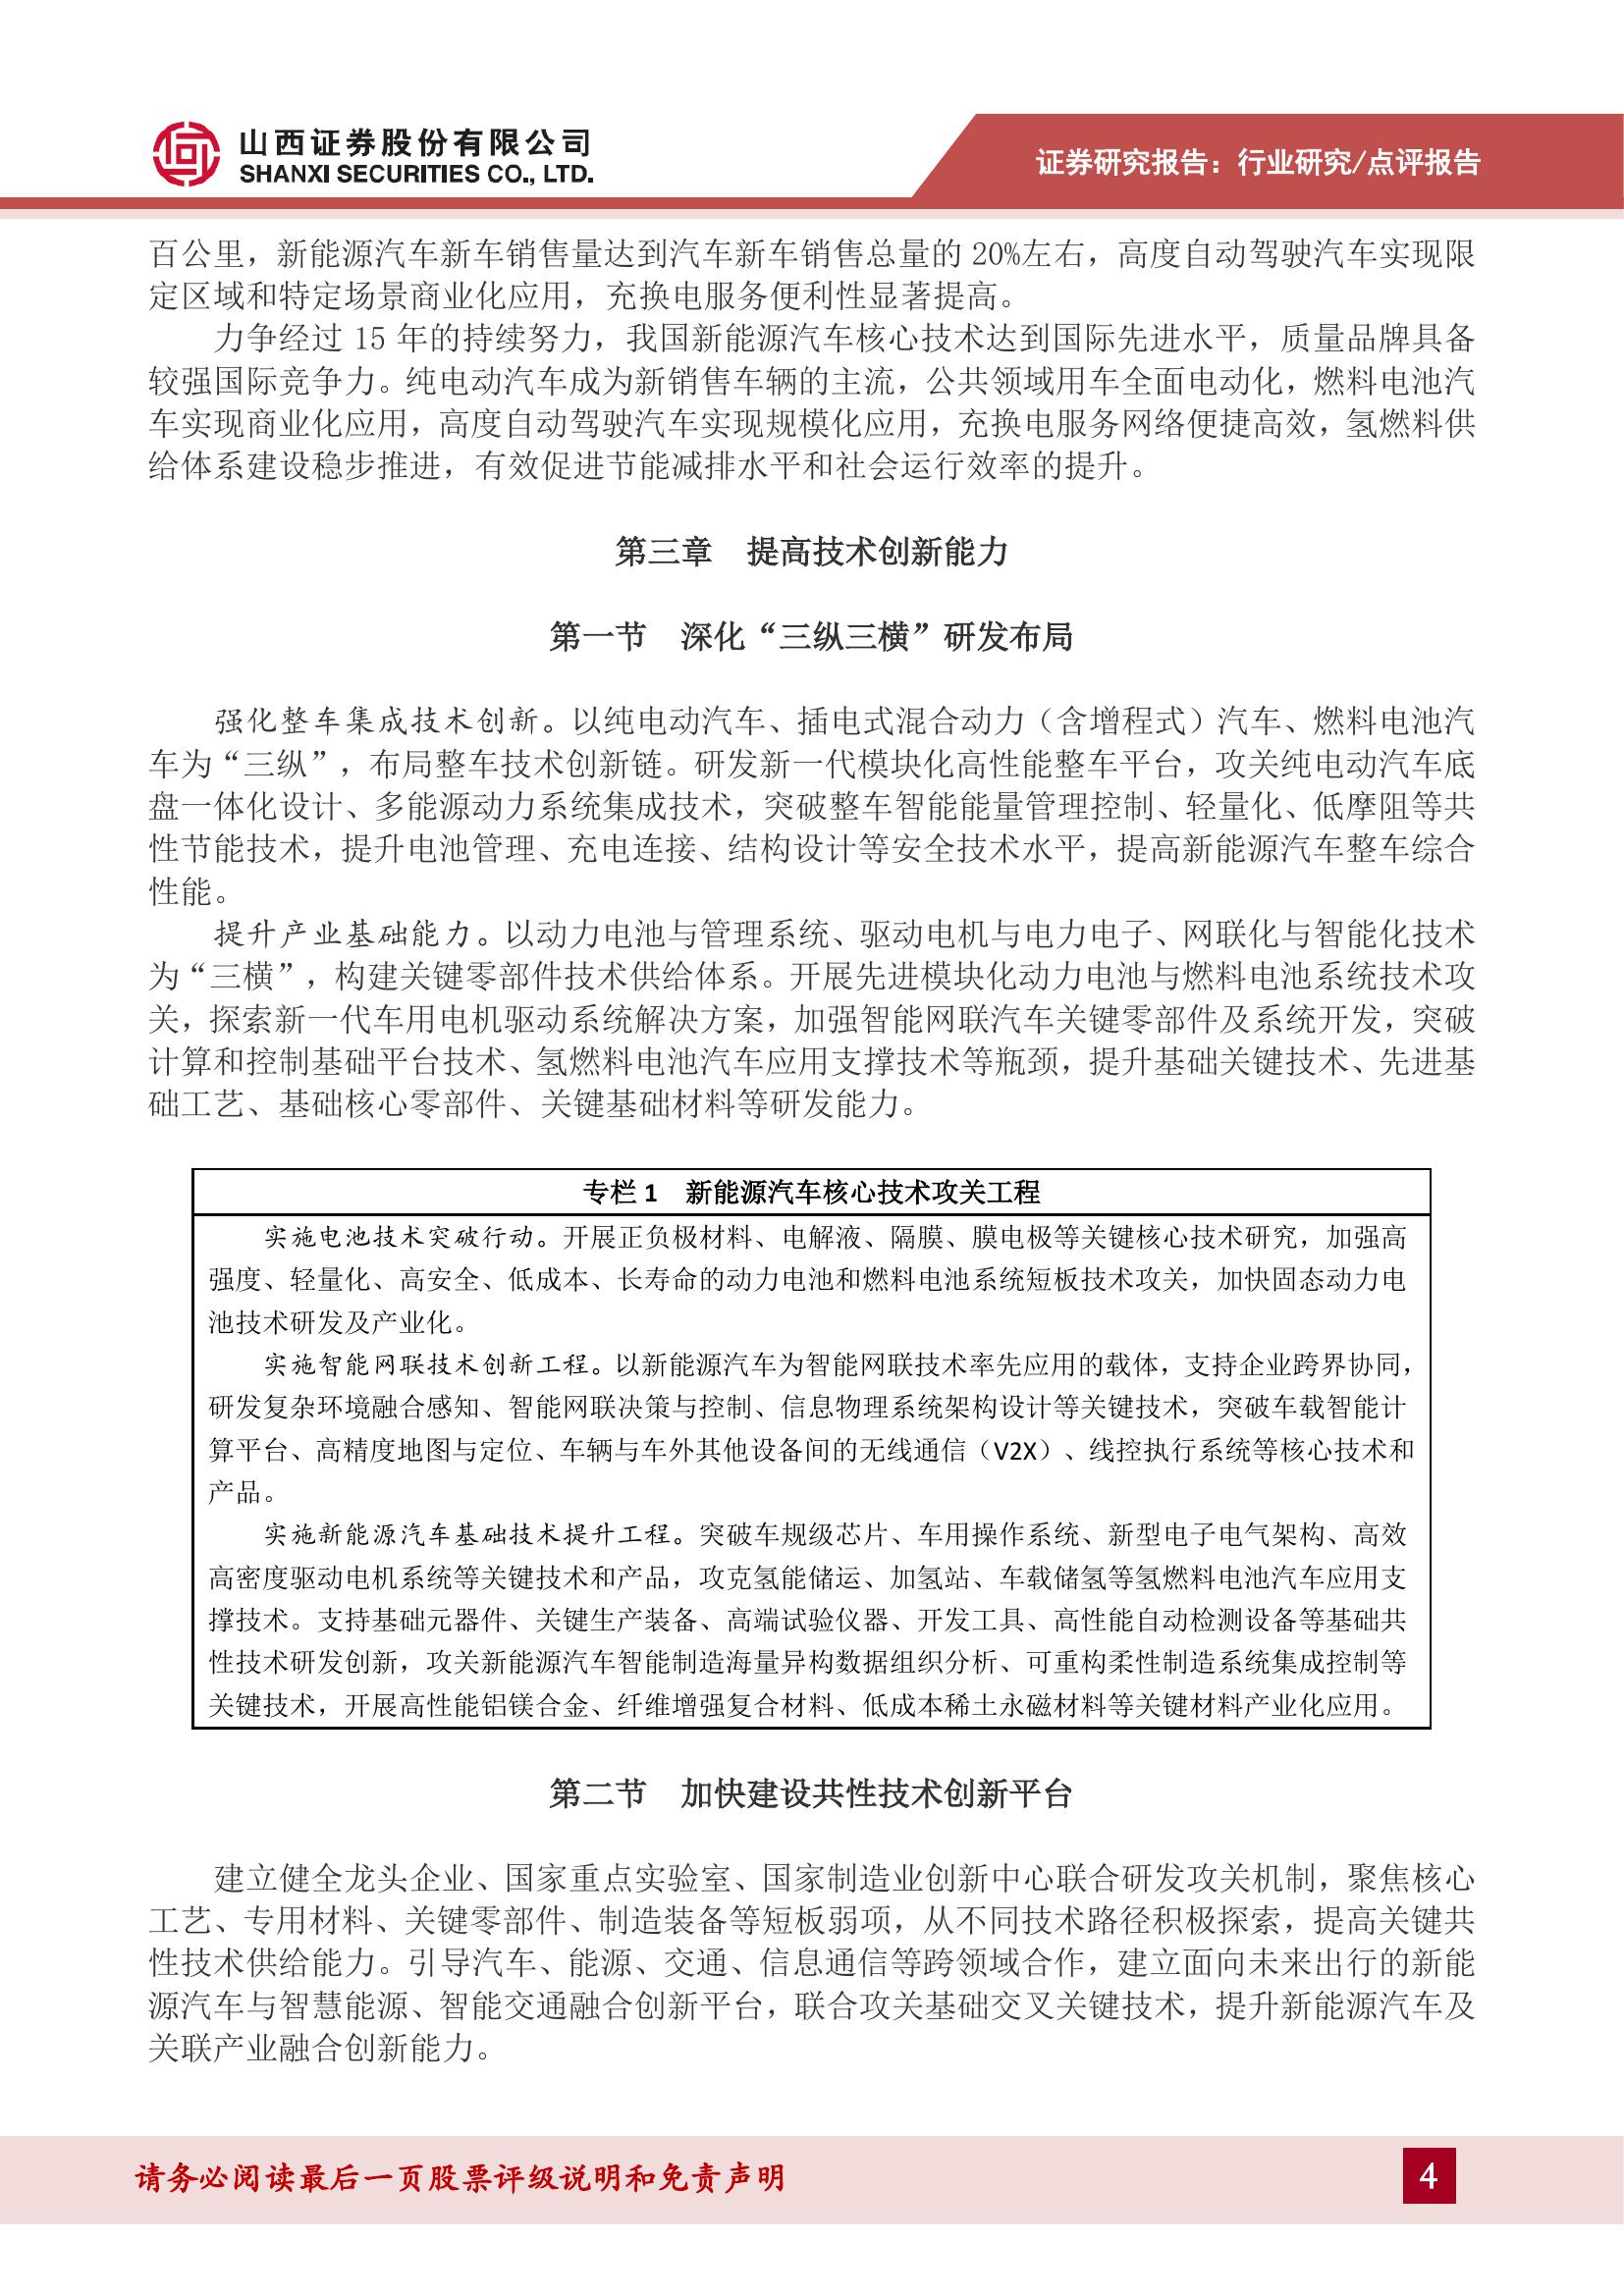 山西证券股份有限公司
SHANXI SECURITIES CO., LTD.
证券研究报告：行业研究/点评报告
百公里，新能源汽车新车销售量达到汽车新车销售总量的 20%左右，高度自动驾驶汽车实现限
定区域和特定场景商业化应用，充换电服务便利性显著提高。
力争经过 15 年的持续努力，我国新能源汽车核心技术达到国际先进水平，质量品牌具备
较强国际竞争力。纯电动汽车成为新销售车辆的主流，公共领域用车全面电动化，燃料电池汽
车实现商业化应用，高度自动驾驶汽车实现规模化应用，充换电服务网络便捷高效，氢燃料供
给体系建设稳步推进，有效促进节能减排水平和社会运行效率的提升。
第三章 提高技术创新能力
第一节 深化“三纵三横”研发布局
强化整车集成技术创新。以纯电动汽车、插电式混合动力（含增程式）汽车、燃料电池汽
车为“三纵”，布局整车技术创新链。研发新一代模块化高性能整车平台，攻关纯电动汽车底
盘一体化设计、多能源动力系统集成技术，突破整车智能能量管理控制、轻量化、低摩阻等共
性节能技术，提升电池管理、充电连接、结构设计等安全技术水平，提高新能源汽车整车综合
性能。
提升产业基础能力。以动力电池与管理系统、驱动电机与电力电子、网联化与智能化技术
为“三横”，构建关键零部件技术供给体系。开展先进模块化动力电池与燃料电池系统技术攻
关，探索新一代车用电机驱动系统解决方案，加强智能网联汽车关键零部件及系统开发，突破
计算和控制基础平台技术、氢燃料电池汽车应用支撑技术等瓶颈，提升基础关键技术、先进基
础工艺、基础核心零部件、关键基础材料等研发能力。
专栏 1 新能源汽车核心技术攻关工程
实施电池技术突破行动。开展正负极材料、电解液、隔膜、膜电极等关键核心技术研究，加强高
强度、轻量化、高安全、低成本、长寿命的动力电池和燃料电池系统短板技术攻关，加快固态动力电
池技术研发及产业化。
实施智能网联技术创新工程。以新能源汽车为智能网联技术率先应用的载体，支持企业跨界协同，
研发复杂环境融合感知、智能网联决策与控制、信息物理系统架构设计等关键技术，突破车载智能计
算平台、高精度地图与定位、车辆与车外其他设备间的无线通信（V2X）、线控执行系统等核心技术和
产品。
实施新能源汽车基础技术提升工程。突破车规级芯片、车用操作系统、新型电子电气架构、高效
高密度驱动电机系统等关键技术和产品，攻克氢能储运、加氢站、车载储氢等氢燃料电池汽车应用支
撑技术。支持基础元器件、关键生产装备、高端试验仪器、开发工具、高性能自动检测设备等基础共
性技术研发创新，攻关新能源汽车智能制造海量异构数据组织分析、可重构柔性制造系统集成控制等
关键技术，开展高性能铝镁合金、纤维增强复合材料、低成本稀土永磁材料等关键材料产业化应用。
第二节 加快建设共性技术创新平台
建立健全龙头企业、国家重点实验室、国家制造业创新中心联合研发攻关机制，聚焦核心
工艺、专用材料、关键零部件、制造装备等短板弱项，从不同技术路径积极探索，提高关键共
性技术供给能力。引导汽车、能源、交通、信息通信等跨领域合作，建立面向未来出行的新能
源汽车与智慧能源、智能交通融合创新平台，联合攻关基础交叉关键技术，提升新能源汽车及
关联产业融合创新能力。
请务必阅读最后一页股票评级说明和免责声明
4